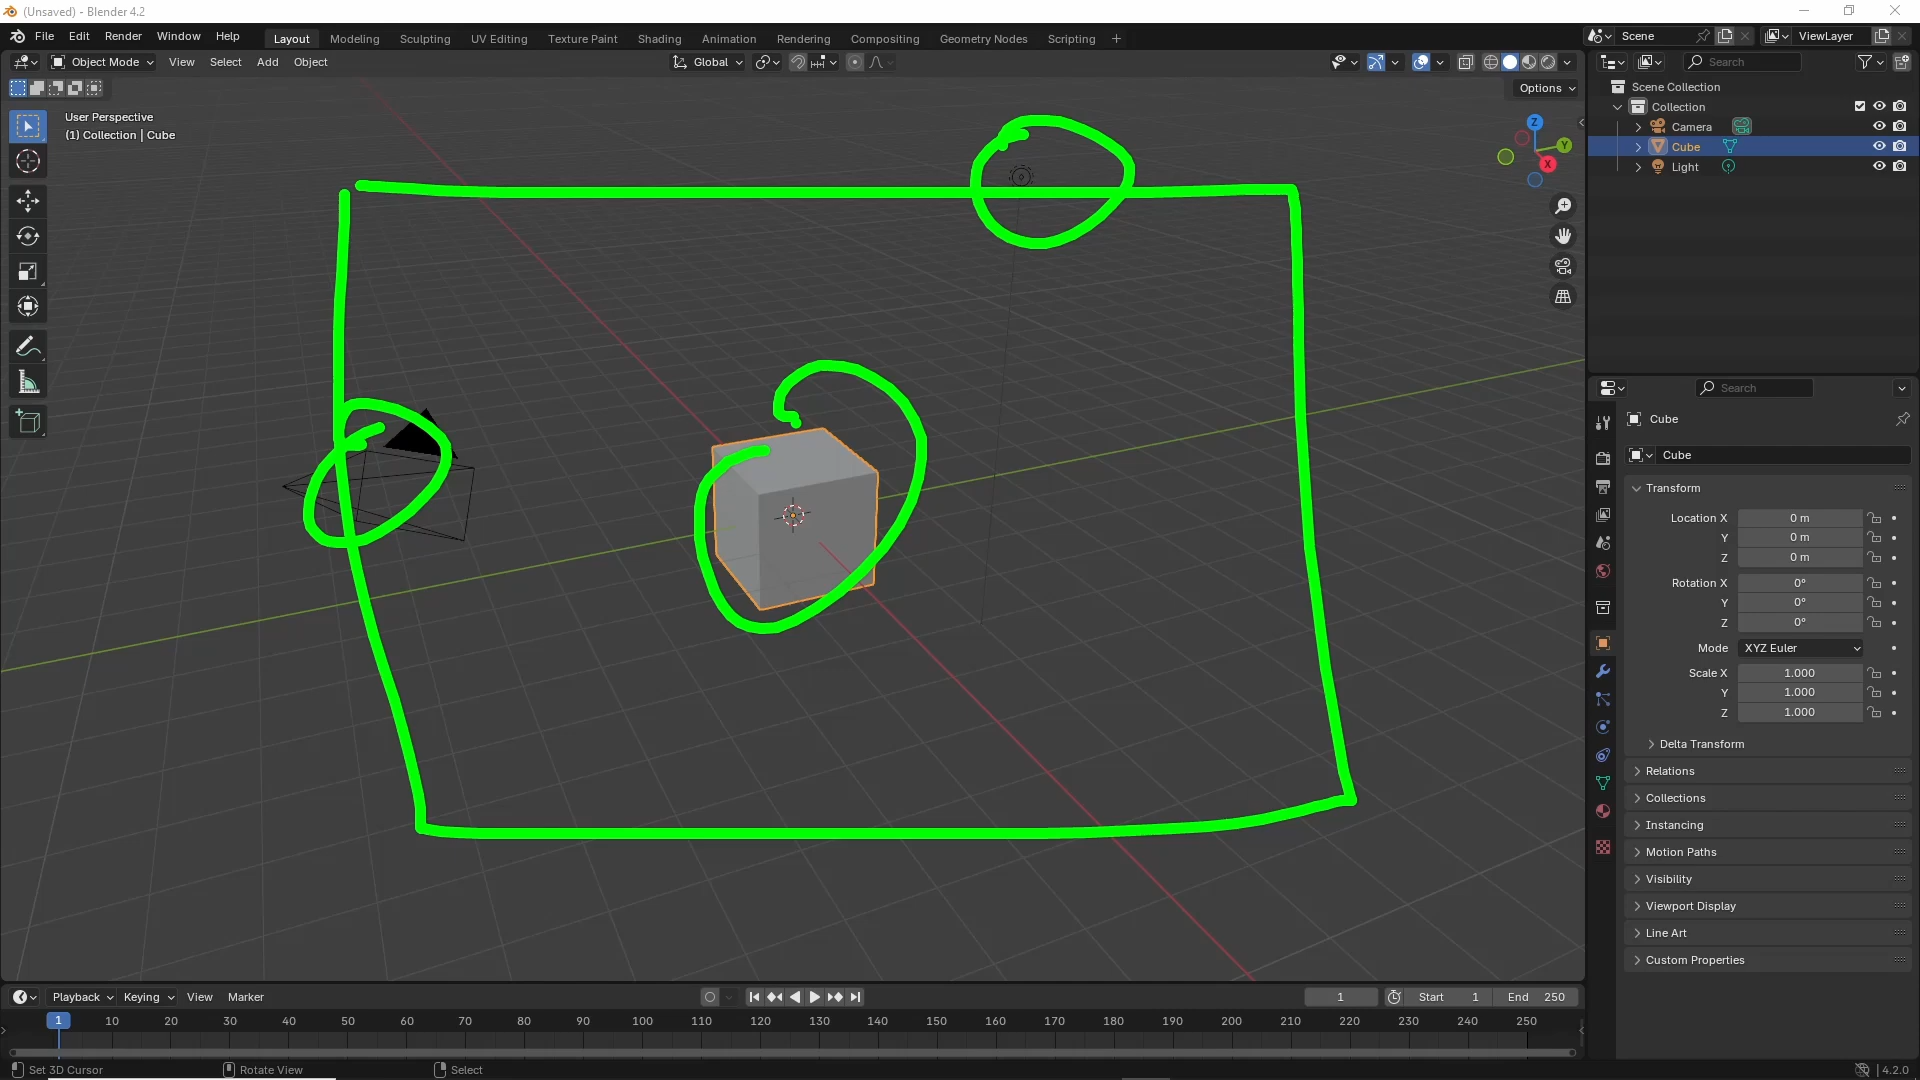 (Unsaved) - Blender 4.2
File Edit Render Window Help Layout Modeling Sculpting UV Editing Texture Paint Shading Animation Rendering Compositing Geometry Nodes Scripting + Scene ViewLayer
Object Mode View Select Add Object Global Search
Options
User Perspective
(1) Collection | Cube
Z
Y
X
Scene Collection
Collection
Camera
Cube
Light
Search
Cube
Cube
Transform
Location X 0 m
Y 0 m
Z 0 m
Rotation X 0°
Y 0°
Z 0°
Mode XYZ Euler
Scale X 1.000
Y 1.000
Z 1.000
Delta Transform
Relations
Collections
Instancing
Motion Paths
Visibility
Viewport Display
Line Art
Custom Properties
Playback Keying View Marker 1 Start 1 End 250
1 10 20 30 40 50 60 70 80 90 100 110 120 130 140 150 160 170 180 190 200 210 220 230 240 250
Set 3D Cursor Rotate View Select 4.2.0